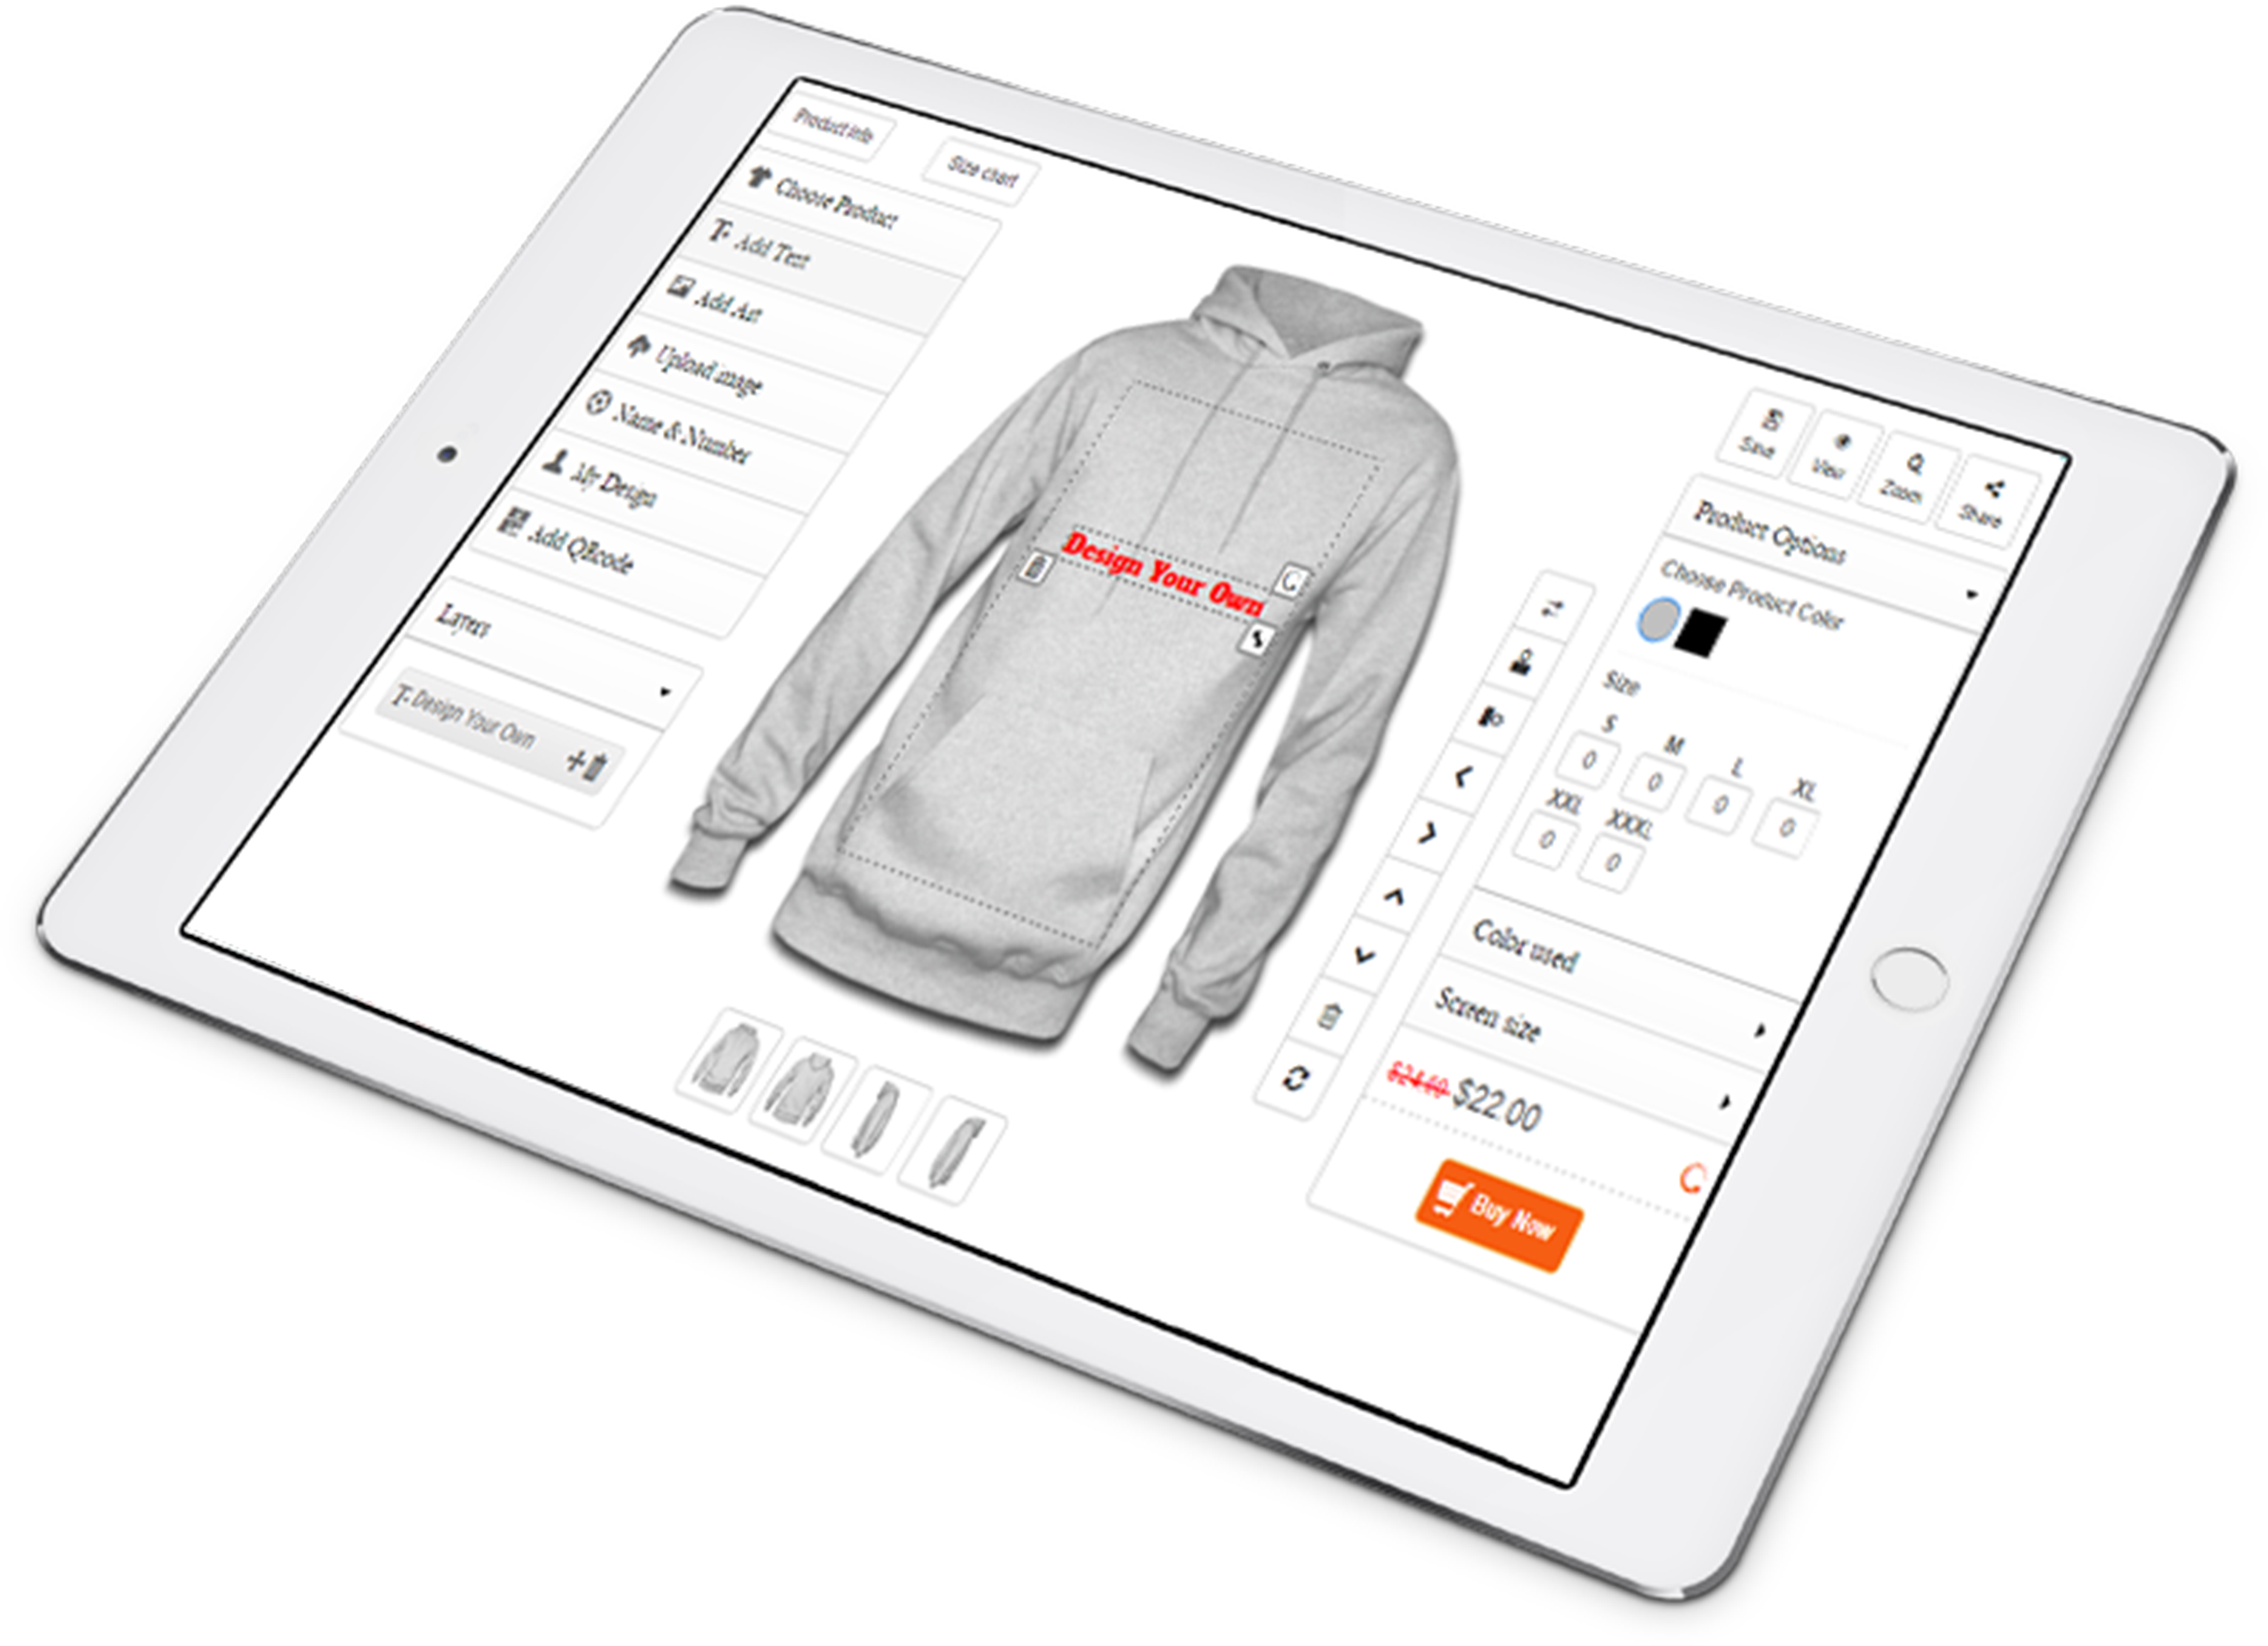 Product info
Size chart
Choose Product
Add Text
Add Art
Upload image
Name & Number
My Design
Add QRcode
Layers
Design Your Own
Design Your Own
Save
View
Zoom
Share
Product Options
Choose Product Color
Size
S M L XL
0 0 0 0
XXL XXXL
0 0
Color used
Screen size
$22.00
Buy Now